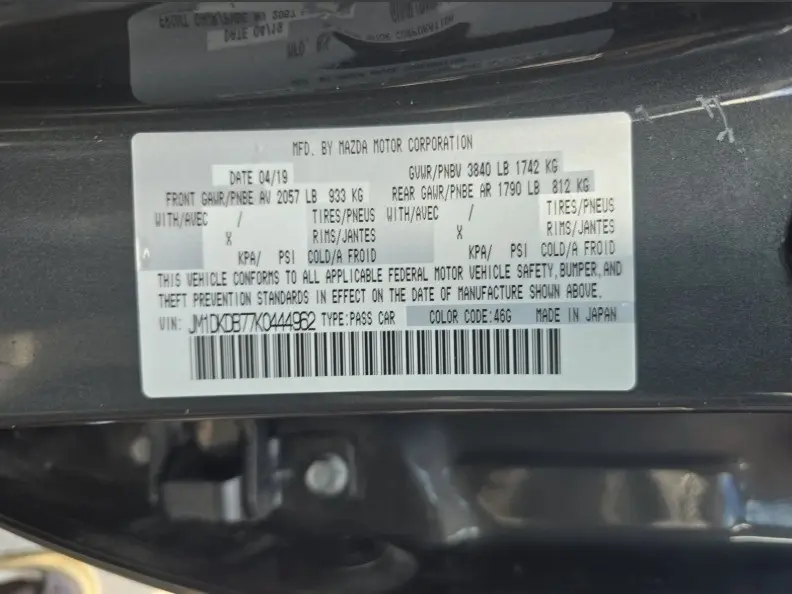 MFD. BY MAZDA MOTOR CORPORATION
DATE 04/19 GVWR/PNBV 3840 LB 1742 KG
FRONT GAWR/PNBE AV 2057 LB 933 KG REAR GAWR/PNBE AR 1790 LB 812 KG
WITH/AVEC / TIRES/PNEUS WITH/AVEC / TIRES/PNEUS
X RIMS/JANTES X RIMS/JANTES
KPA/ PSI COLD/A FROID KPA/ PSI COLD/A FROID
THIS VEHICLE CONFORMS TO ALL APPLICABLE FEDERAL MOTOR VEHICLE SAFETY, BUMPER, AND
THEFT PREVENTION STANDARDS IN EFFECT ON THE DATE OF MANUFACTURE SHOWN ABOVE.
VIN: JM1DKDB77K0444962 TYPE:PASS CAR COLOR CODE:46G MADE IN JAPAN